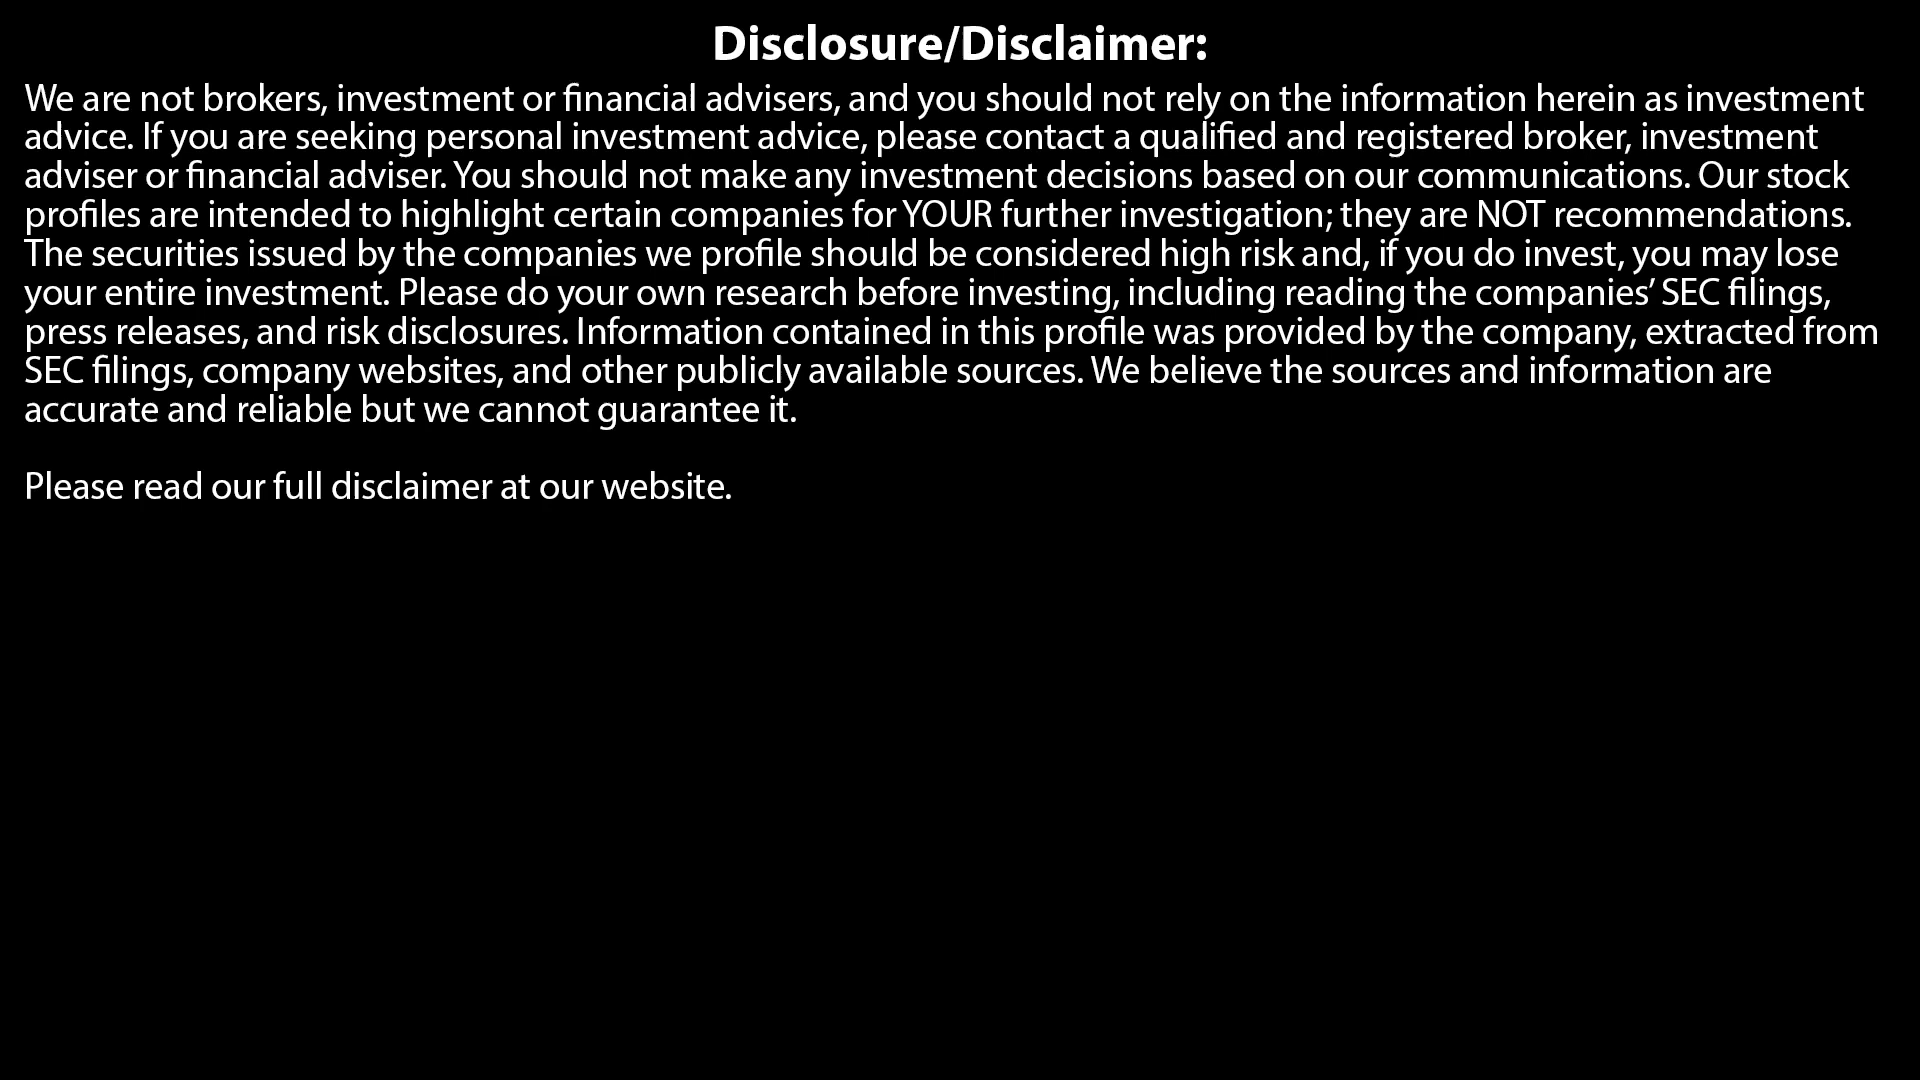 Disclosure/Disclaimer:
We are not brokers, investment or financial advisers, and you should not rely on the information herein as investment
advice. If you are seeking personal investment advice, please contact a qualified and registered broker, investment
adviser or financial adviser. You should not make any investment decisions based on our communications. Our stock
profiles are intended to highlight certain companies for YOUR further investigation; they are NOT recommendations.
The securities issued by the companies we profile should be considered high risk and, if you do invest, you may lose
your entire investment. Please do your own research before investing, including reading the companies’ SEC filings,
press releases, and risk disclosures. Information contained in this profile was provided by the company, extracted from
SEC filings, company websites, and other publicly available sources. We believe the sources and information are
accurate and reliable but we cannot guarantee it.
Please read our full disclaimer at our website.